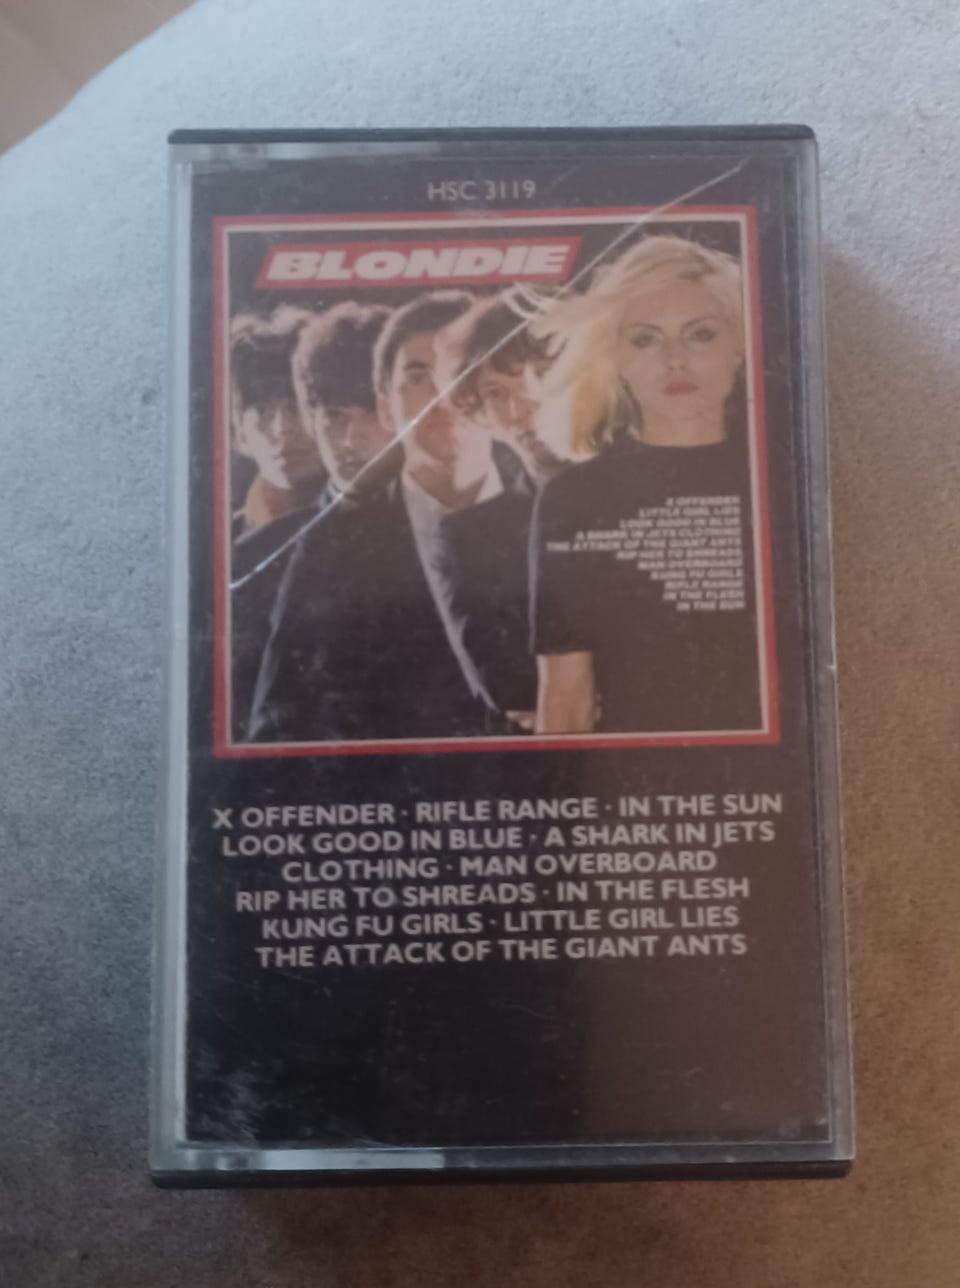 HSC 3119
BLONDIE
X OFFENDER
LITTLE GIRL LIES
LOOK GOOD IN BLUE
A SHARK IN JETS CLOTHING
THE ATTACK OF THE GIANT ANTS
RIP HER TO SHREADS
MAN OVERBOARD
KUNG FU GIRLS
RIFLE RANGE
IN THE FLESH
IN THE SUN
X OFFENDER · RIFLE RANGE · IN THE SUN
LOOK GOOD IN BLUE · A SHARK IN JETS
CLOTHING · MAN OVERBOARD
RIP HER TO SHREADS · IN THE FLESH
KUNG FU GIRLS · LITTLE GIRL LIES
THE ATTACK OF THE GIANT ANTS